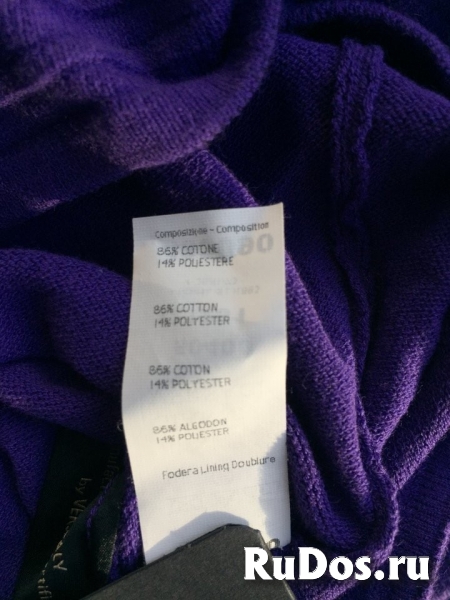 Composizione - Composition
86% COTONE
14% POLIESTERE
86% COTTON
14% POLYESTER
86% COTON
14% POLYESTER
86% ALGODON
14% POLIESTER
Fodera Lining Doublure
by
RuDos.ru